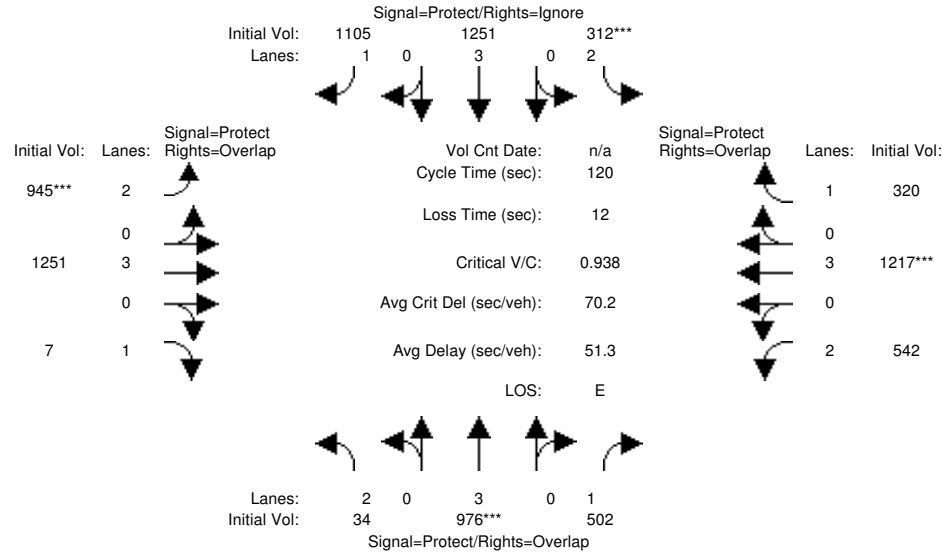 Signal=Protect/Rights=Ignore
Initial Vol: 1105 1251 312***
Lanes: 1 0 3 0 2
Signal=Protect Signal=Protect
Initial Vol: Lanes: Rights=Overlap Vol Cnt Date: n/a Rights=Overlap Lanes: Initial Vol:
Cycle Time (sec): 120
945*** 2 1 320
Loss Time (sec): 12
0 0
1251 3 Critical V/C: 0.938 3 1217***
0 Avg Crit Del (sec/veh): 70.2 0
7 1 Avg Delay (sec/veh): 51.3 2 542
LOS: E
Lanes: 2 0 3 0 1
Initial Vol: 34 976*** 502
Signal=Protect/Rights=Overlap